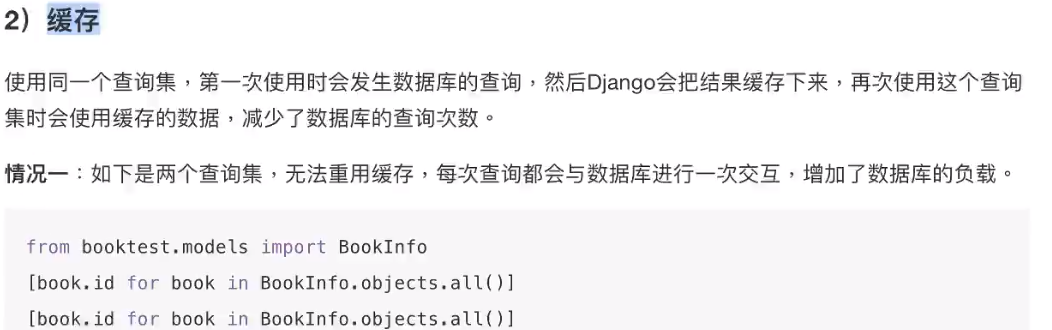 2）缓存
使用同一个查询集，第一次使用时会发生数据库的查询，然后Django会把结果缓存下来，再次使用这个查询
集时会使用缓存的数据，减少了数据库的查询次数。
情况一：如下是两个查询集，无法重用缓存，每次查询都会与数据库进行一次交互，增加了数据库的负载。
from booktest.models import BookInfo
[book.id for book in BookInfo.objects.all()]
[book.id for book in BookInfo.objects.all()]